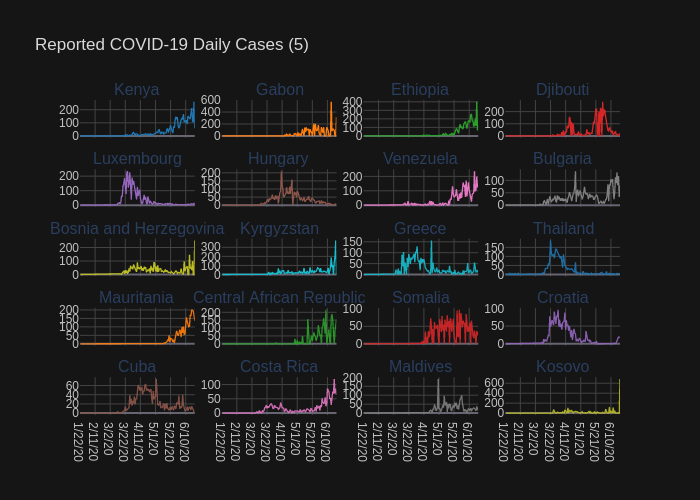 Reported COVID-19 Daily Cases (5)
Kenya Gabon Ethiopia Djibouti
200 100 0
600 400 200 0
400 300 200 100 0
200 100 0
Luxembourg Hungary Venezuela Bulgaria
200 100 0
200 150 100 50 0
200 100 0
100 50 0
Bosnia and Herzegovina Kyrgyzstan Greece Thailand
200 100 0
300 200 100 0
150 100 50 0
150 100 50 0
Mauritania Central African Republic Somalia Croatia
200 150 100 50 0
200 150 100 50 0
100 50 0
100 50 0
Cuba Costa Rica Maldives Kosovo
60 40 20 0
100 50 0
200 150 100 50 0
600 400 200 0
1/22/20 2/11/20 3/2/20 3/22/20 4/11/20 5/1/20 5/21/20 6/10/20
1/22/20 2/11/20 3/2/20 3/22/20 4/11/20 5/1/20 5/21/20 6/10/20
1/22/20 2/11/20 3/2/20 3/22/20 4/11/20 5/1/20 5/21/20 6/10/20
1/22/20 2/11/20 3/2/20 3/22/20 4/11/20 5/1/20 5/21/20 6/10/20